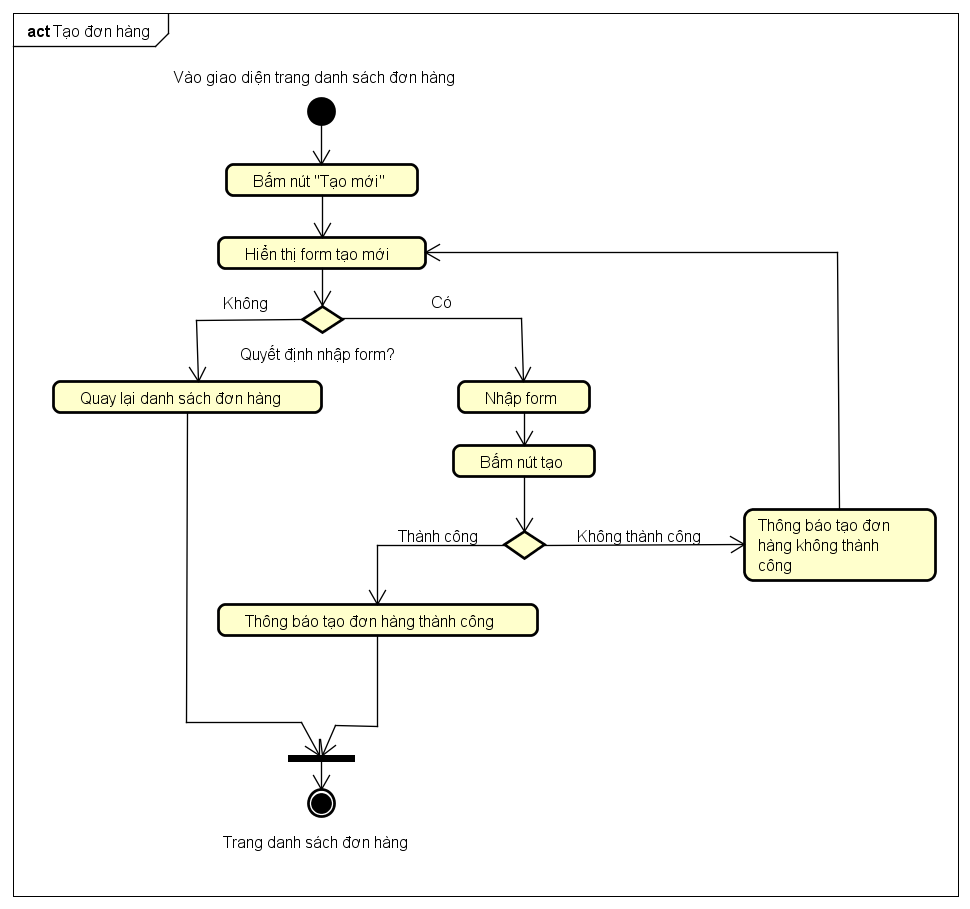 act Tạo đơn hàng
Vào giao diện trang danh sách đơn hàng
Bấm nút "Tạo mới"
Hiển thị form tạo mới
Không
Có
Quyết định nhập form?
Quay lại danh sách đơn hàng
Nhập form
Bấm nút tạo
Thành công
Không thành công
Thông báo tạo đơn
hàng không thành
công
Thông báo tạo đơn hàng thành công
Trang danh sách đơn hàng